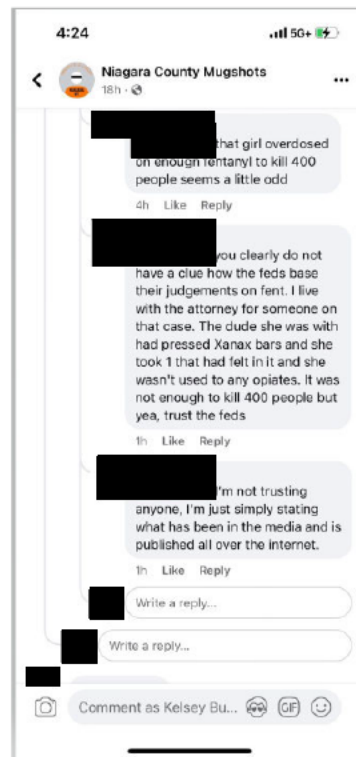 4:24
5G+
Niagara County Mugshots
18h ·
...
that girl overdosed
on enough fentanyl to kill 400
people seems a little odd
4h Like Reply
you clearly do not
have a clue how the feds base
their judgements on fent. I live
with the attorney for someone on
that case. The dude she was with
had pressed Xanax bars and she
took 1 that had felt in it and she
wasn't used to any opiates. It was
not enough to kill 400 people but
yea, trust the feds
1h Like Reply
I'm not trusting
anyone, I'm just simply stating
what has been in the media and is
published all over the internet.
1h Like Reply
Write a reply...
Write a reply...
Comment as Kelsey Bu...
GIF